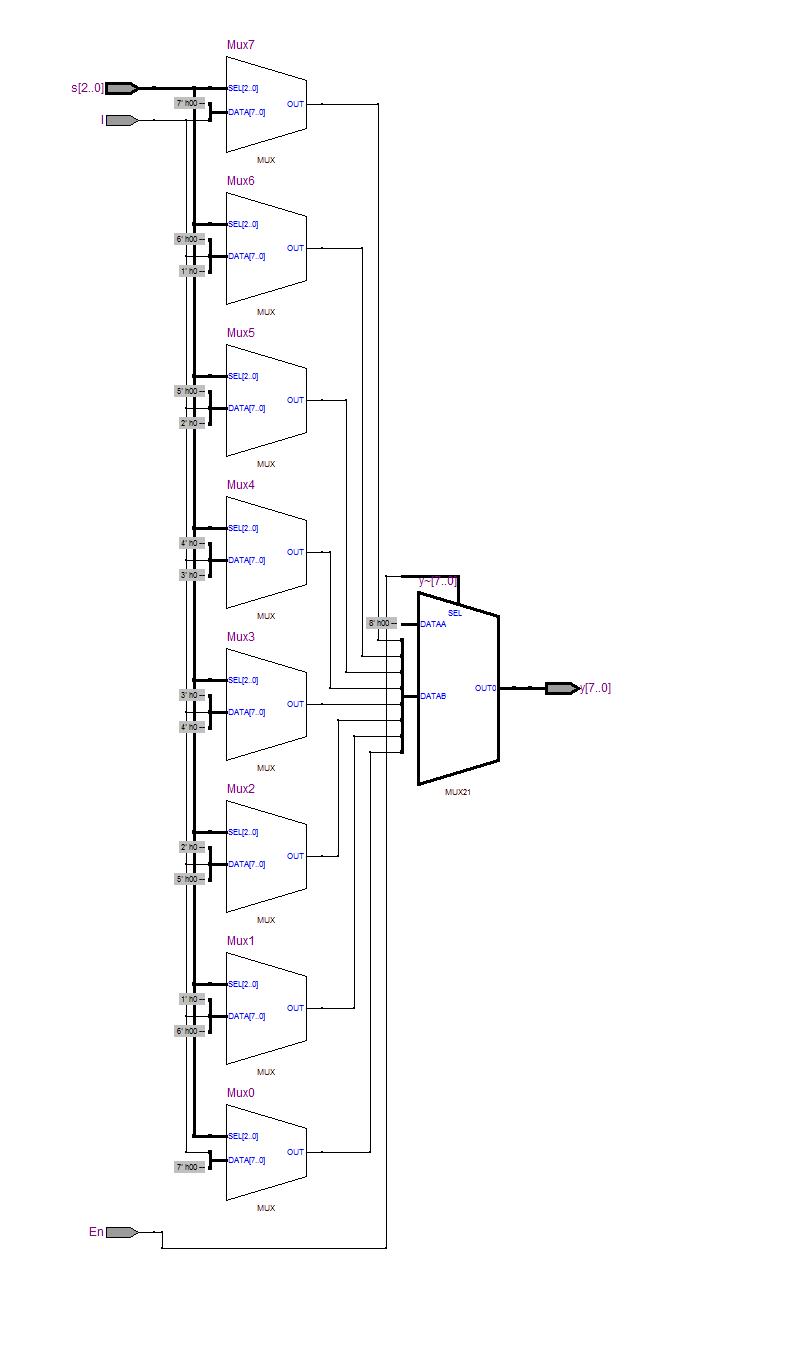 Mux7
s[2..0]
SEL[2..0]
7' h00
OUT
DATA[7..0]
I
MUX
Mux6
SEL[2..0]
6' h00
OUT
DATA[7..0]
1' h0
MUX
Mux5
SEL[2..0]
5' h00
OUT
DATA[7..0]
2' h0
MUX
Mux4
SEL[2..0]
4' h0
OUT
DATA[7..0]
3' h0
MUX
y~[7..0]
SEL
8' h00
DATAA
Mux3
SEL[2..0]
3' h0
OUT
DATA[7..0]
4' h0
MUX
DATAB
OUT0
y[7..0]
MUX21
Mux2
SEL[2..0]
2' h0
OUT
DATA[7..0]
5' h00
MUX
Mux1
SEL[2..0]
1' h0
OUT
DATA[7..0]
6' h00
MUX
Mux0
SEL[2..0]
OUT
DATA[7..0]
7' h00
MUX
En